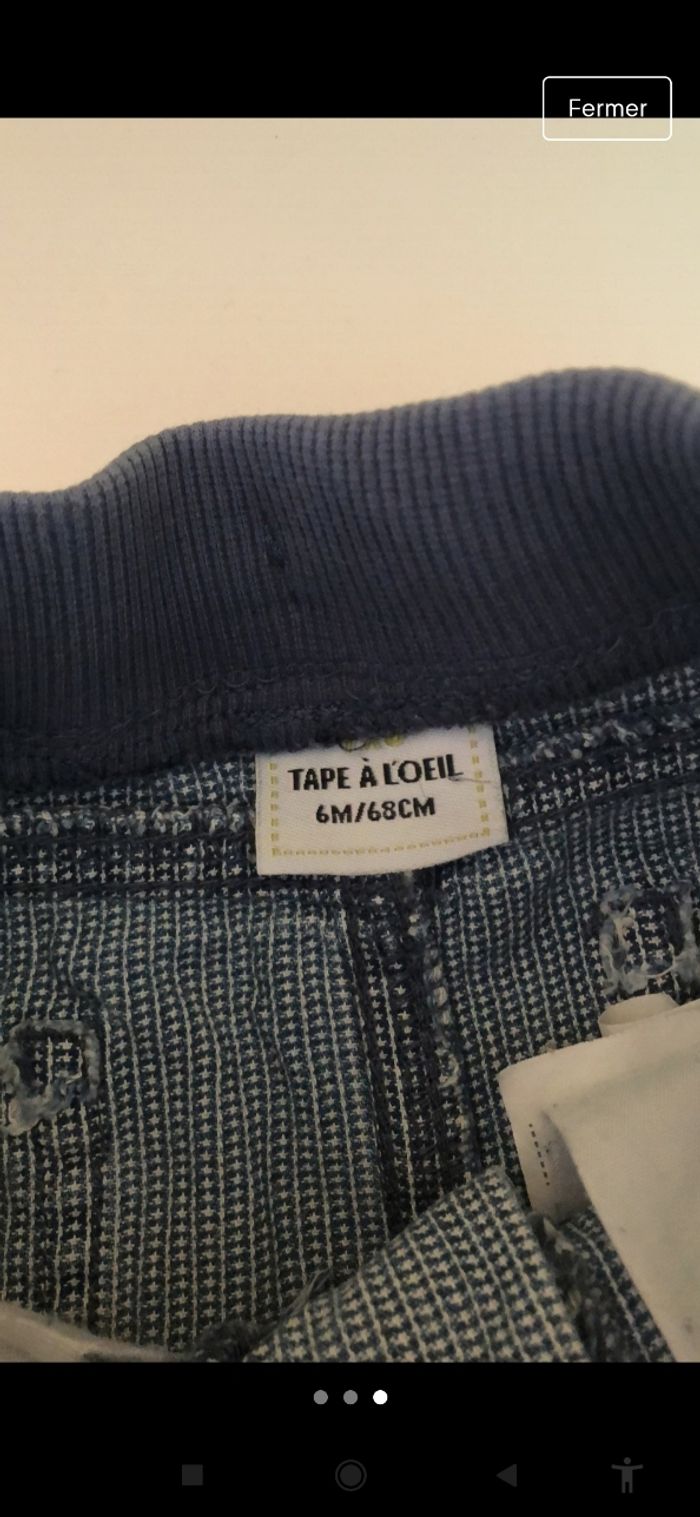 Fermer
TAPE À L'OEIL
6M/68CM